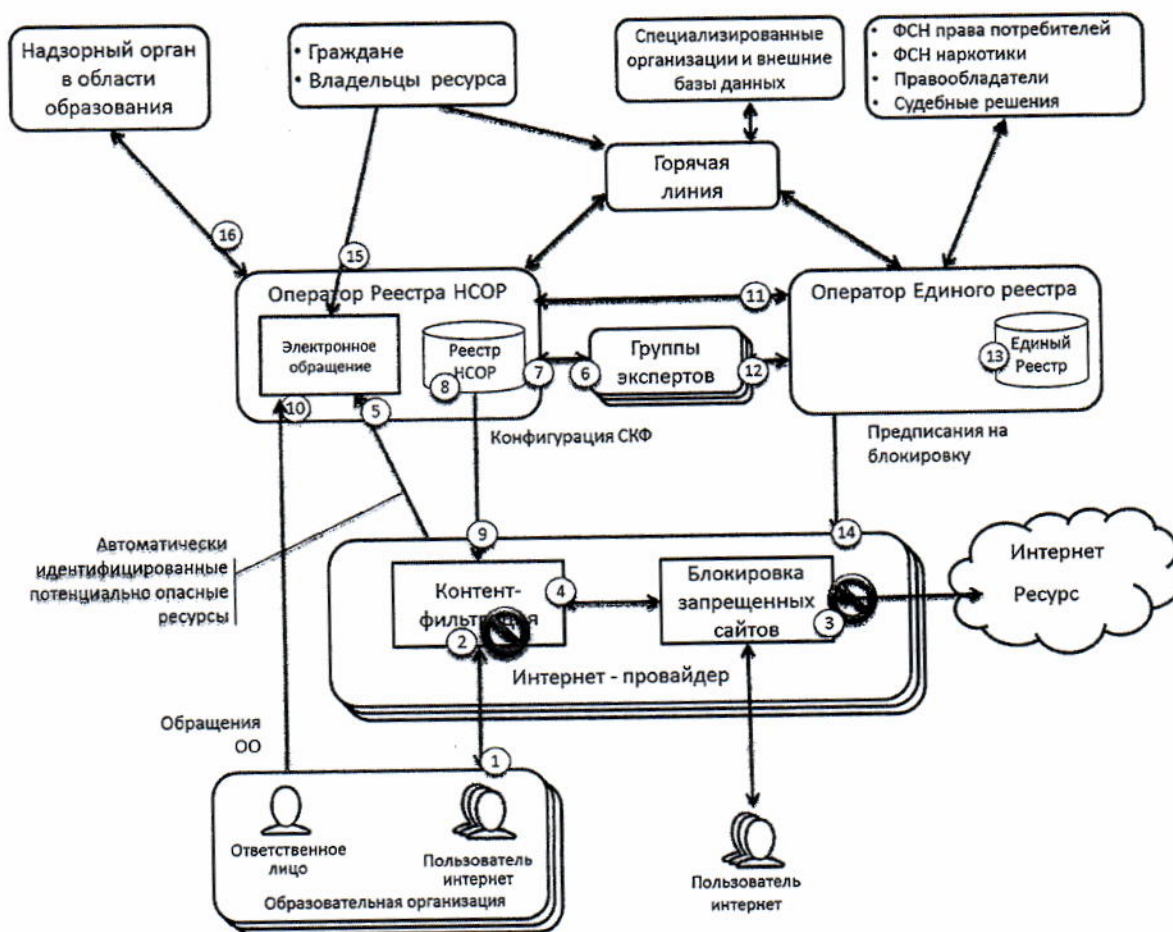 Надзорный орган
в области
образования
• Граждане
• Владельцы ресурса
Специализированные
организации и внешние
базы данных
• ФСН права потребителей
• ФСН наркотики
• Правообладатели
• Судебные решения
Горячая
линия
16
15
Оператор Реестра НСОР
11
Оператор Единого реестра
Электронное
обращение
Реестр
НСОР
8
7
6
Группы
экспертов
12
13
Единый
Реестр
10
5
Конфигурация СКФ
Предписания на
блокировку
Автоматически
идентифицированные
потенциально опасные
ресурсы
9
14
Контент-
фильтрация
2
4
Блокировка
запрещенных
сайтов
3
Интернет
Ресурс
Интернет - провайдер
Обращения
ОО
1
Ответственное
лицо
Пользователь
интернет
Образовательная организация
Пользователь
интернет